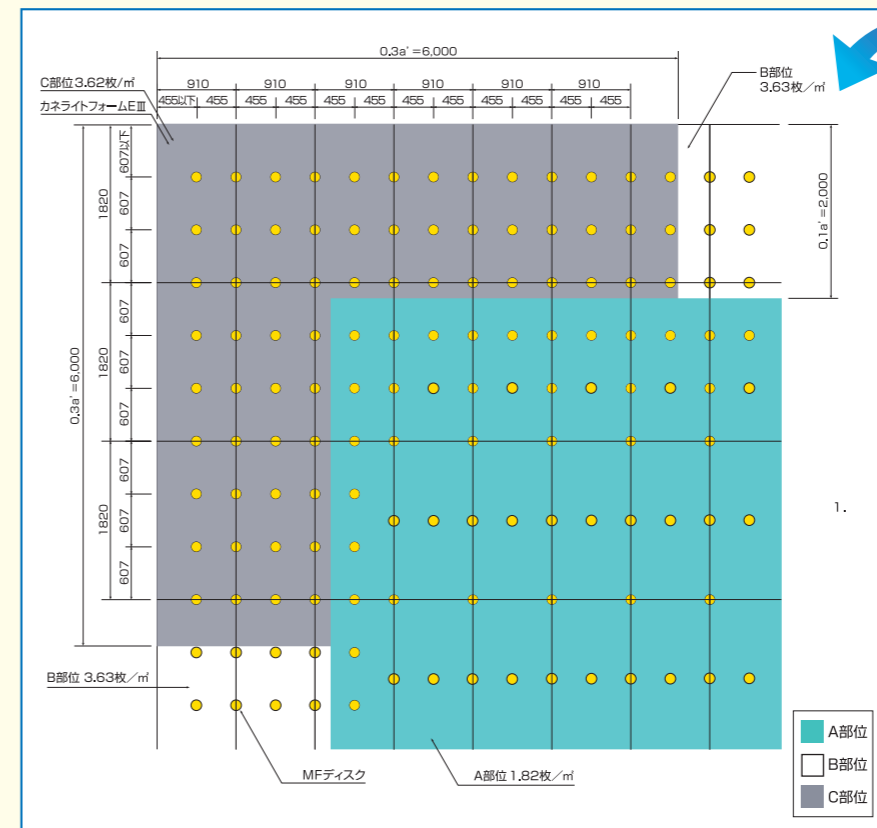 0.3a’=6,000
C部位3.62枚/㎡
カネライトフォームEⅢ
910 910 910 910 910 910
455以下 455 455 455 455 455 455 455 455 455 455 455
B部位
3.63枚/㎡
0.1a’=2,000
0.3a’=6,000
1820
607以下
607
607
1820
607
607
607
1820
607
607
607
1.
B部位 3.63枚/㎡
MFディスク
A部位1.82枚/㎡
A部位
B部位
C部位